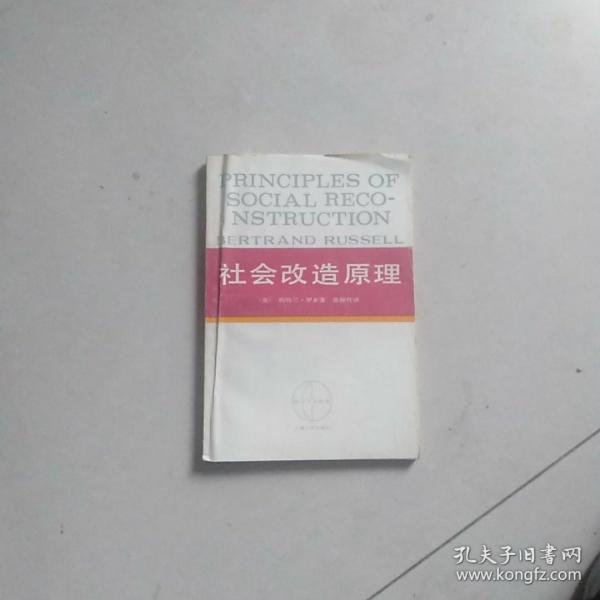 PRINCIPLES OF
SOCIAL RECO-
NSTRUCTION
BERTRAND RUSSELL
社会改造原理
孔夫子旧书网
www.kongfz.com